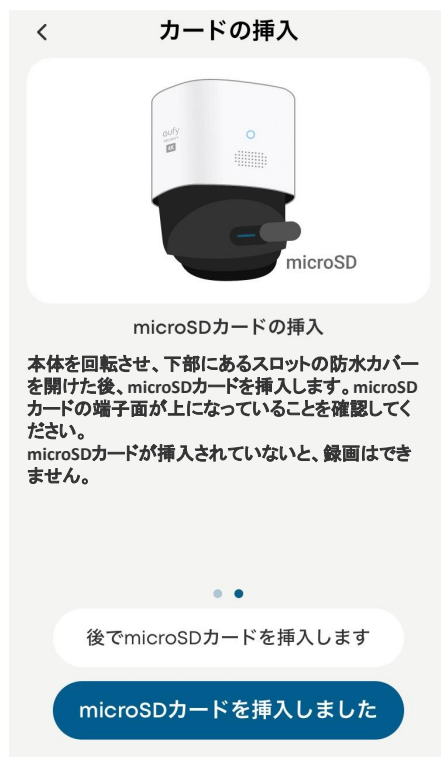 カードの挿入
eufy
4K
microSD
microSDカードの挿入
本体を回転させ、下部にあるスロットの防水カバー
を開けた後、microSDカードを挿入します。microSD
カードの端子面が上になっていることを確認してく
ださい。
microSDカードが挿入されていないと、録画はでき
ません。
後でmicroSDカードを挿入します
microSDカードを挿入しました